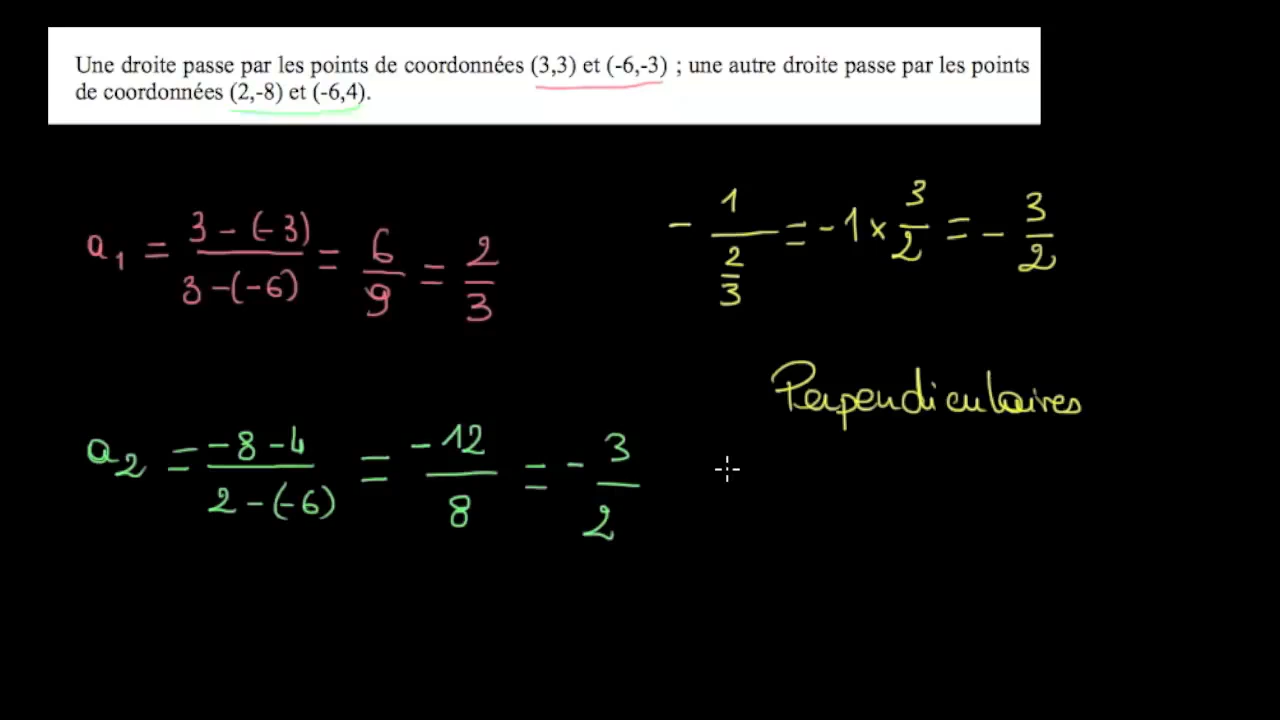 Une droite passe par les points de coordonnées (3,3) et (-6,-3) ; une autre droite passe par les points
de coordonnées (2,-8) et (-6,4).
a₁ = (3 - (-3))/(3 - (-6)) = 6/9 = 2/3
- 1/(2/3) = -1 × 3/2 = - 3/2
Perpendiculaires
a₂ = (-8 - 4)/(2 - (-6)) = -12/8 = - 3/2